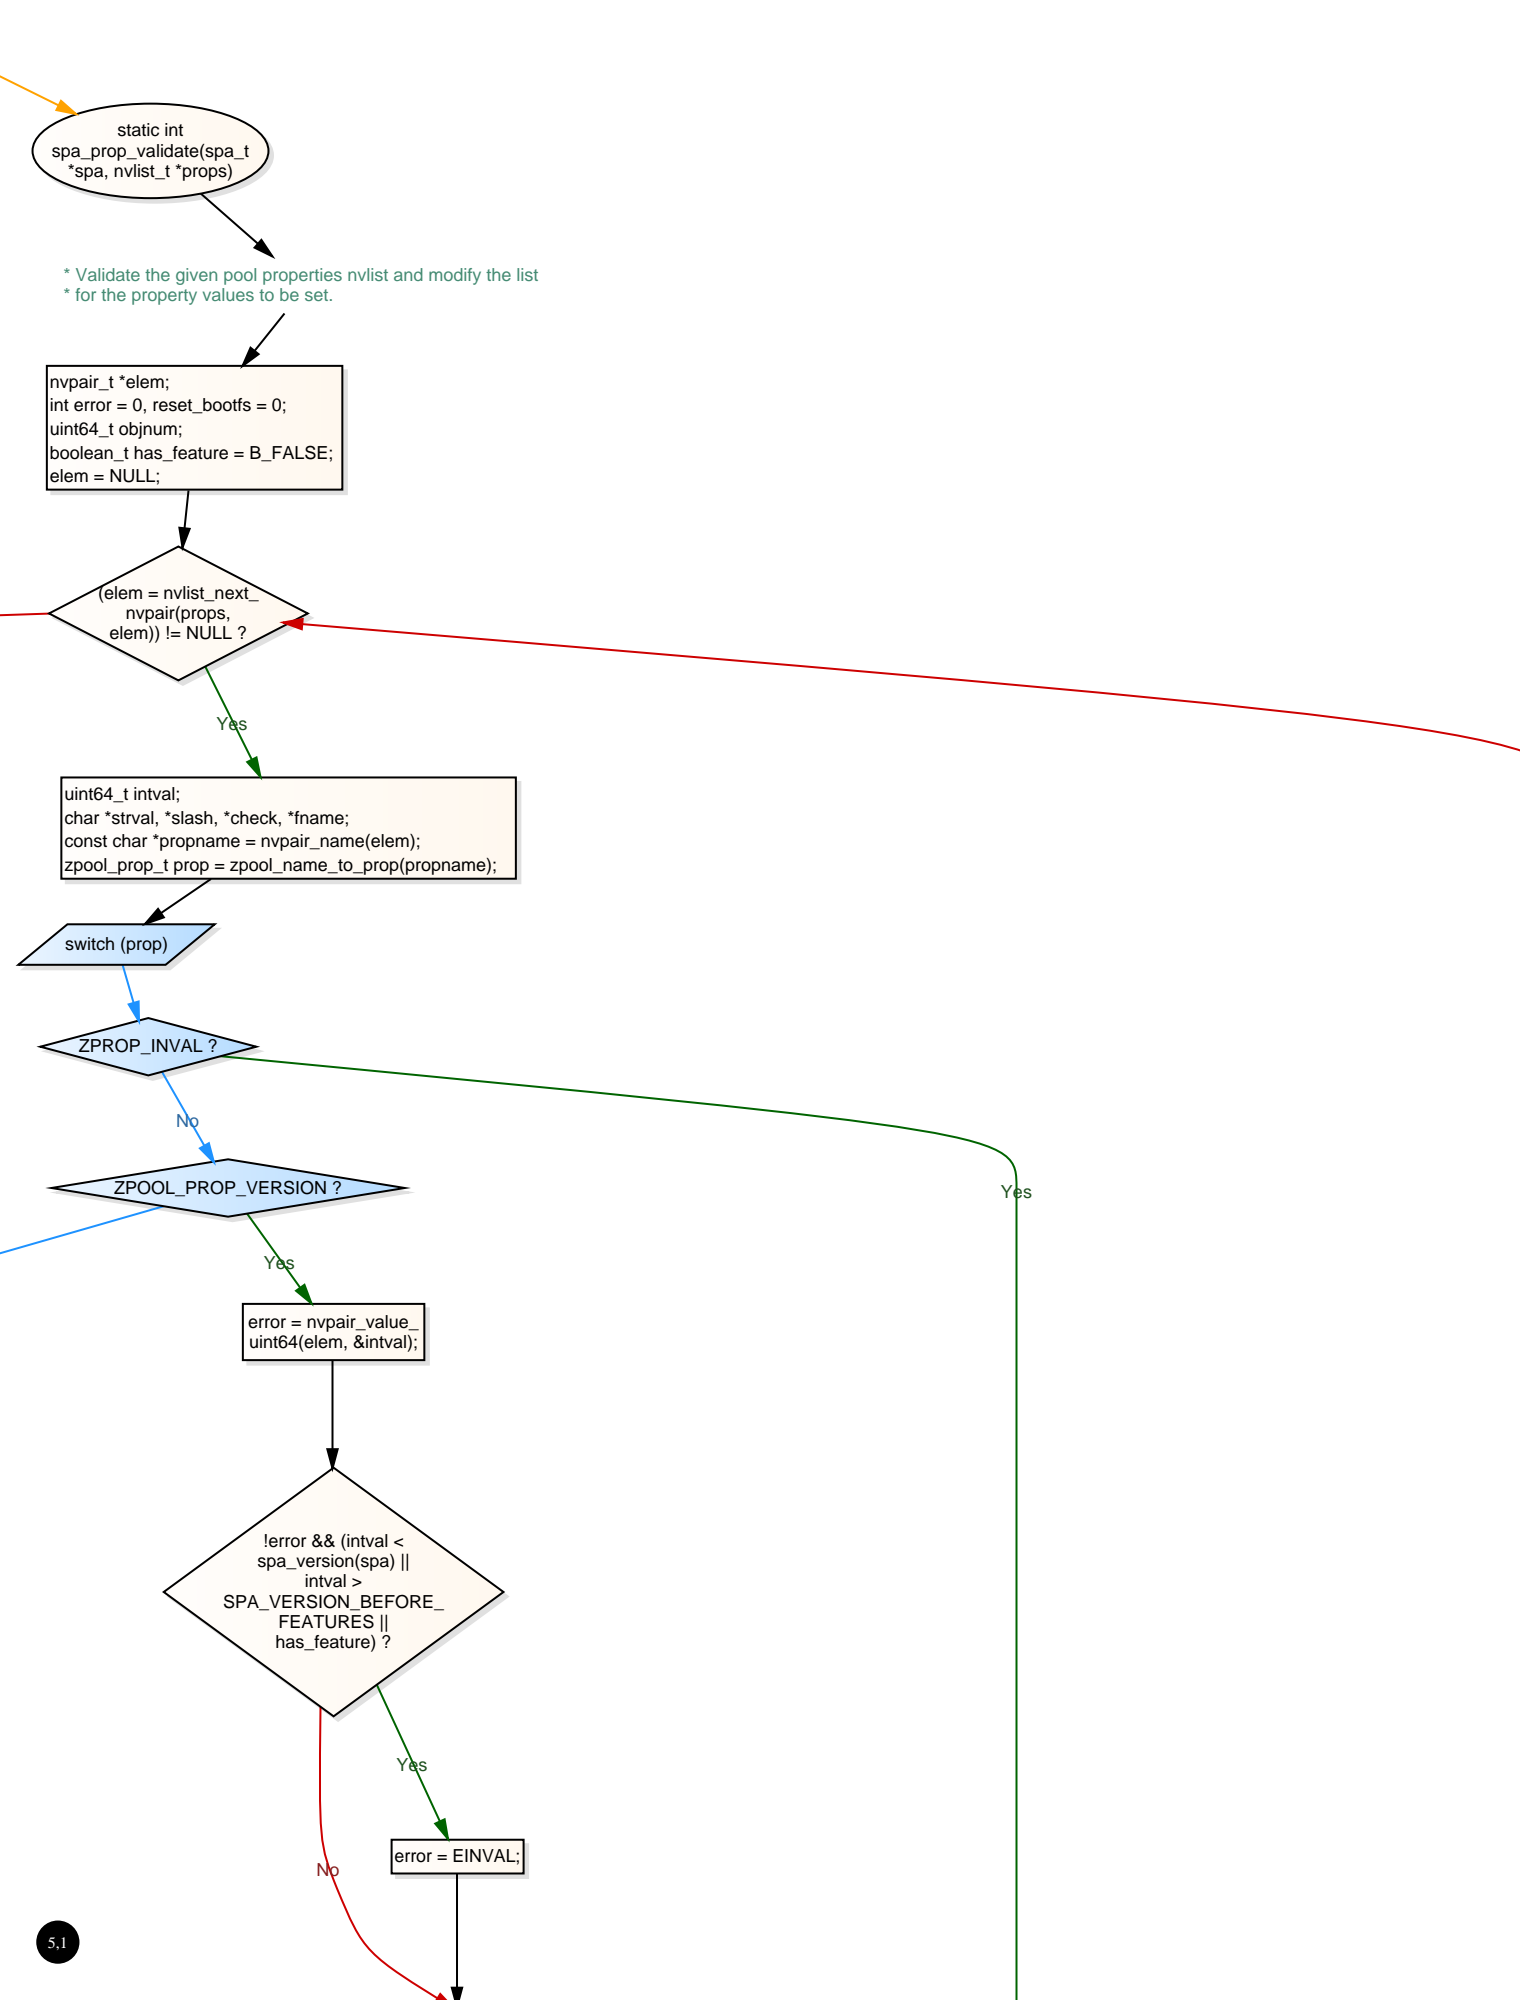 static int
spa_prop_validate(spa_t
*spa, nvlist_t *props)
* Validate the given pool properties nvlist and modify the list
* for the property values to be set.
nvpair_t *elem;
int error = 0, reset_bootfs = 0;
uint64_t objnum;
boolean_t has_feature = B_FALSE;
elem = NULL;
(elem = nvlist_next_
nvpair(props,
elem)) != NULL ?
Yes
uint64_t intval;
char *strval, *slash, *check, *fname;
const char *propname = nvpair_name(elem);
zpool_prop_t prop = zpool_name_to_prop(propname);
switch (prop)
ZPROP_INVAL ?
No
ZPOOL_PROP_VERSION ?
Yes
Yes
error = nvpair_value_
uint64(elem, &intval);
!error && (intval <
spa_version(spa) ||
intval >
SPA_VERSION_BEFORE_
FEATURES ||
has_feature) ?
Yes
error = EINVAL;
No
5,1